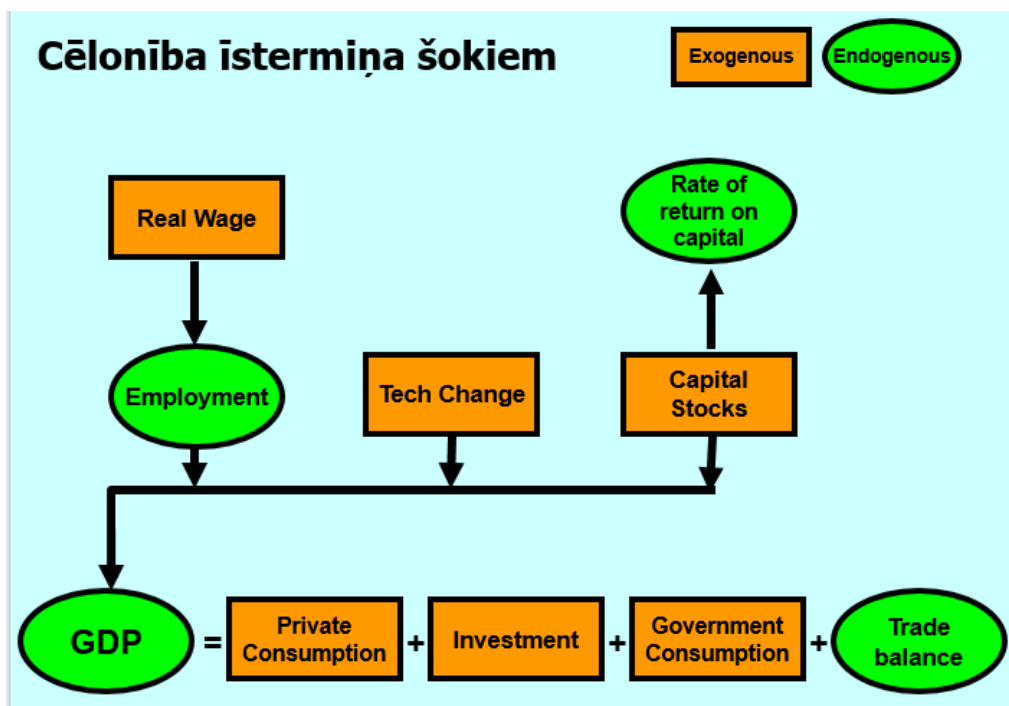 Cēlonība īstermiņa šokiem
Exogenous
Endogenous
Real Wage
Rate of
return on
capital
Employment
Tech Change
Capital
Stocks
GDP
=
Private
Consumption
+
Investment
+
Government
Consumption
+
Trade
balance